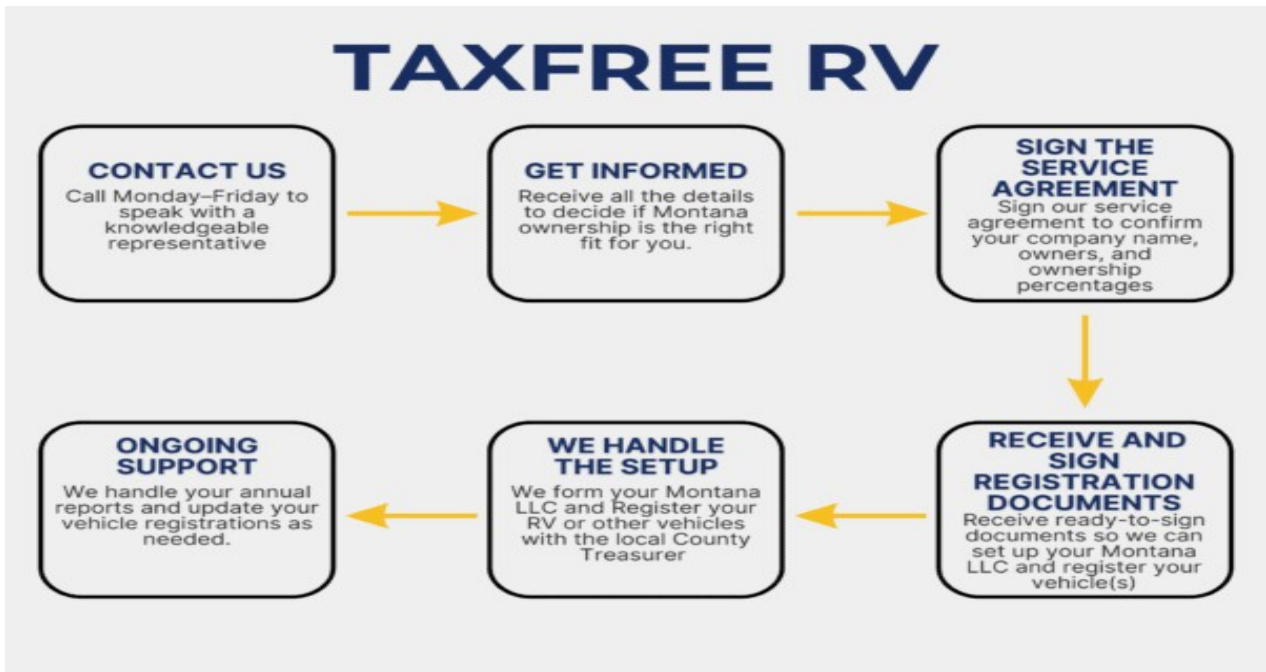 TAXFREE RV
CONTACT US
Call Monday–Friday to
speak with a
knowledgeable
representative
GET INFORMED
Receive all the details
to decide if Montana
ownership is the right
fit for you.
SIGN THE
SERVICE
AGREEMENT
Sign our service
agreement to confirm
your company name,
owners, and
ownership
percentages
RECEIVE AND
SIGN
REGISTRATION
DOCUMENTS
Receive ready-to-sign
documents so we can
set up your Montana
LLC and register your
vehicle(s)
WE HANDLE
THE SETUP
We form your Montana
LLC and Register your
RV or other vehicles
with the local County
Treasurer
ONGOING
SUPPORT
We handle your annual
reports and update your
vehicle registrations as
needed.